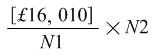 [£16, 010]
N1 × N2